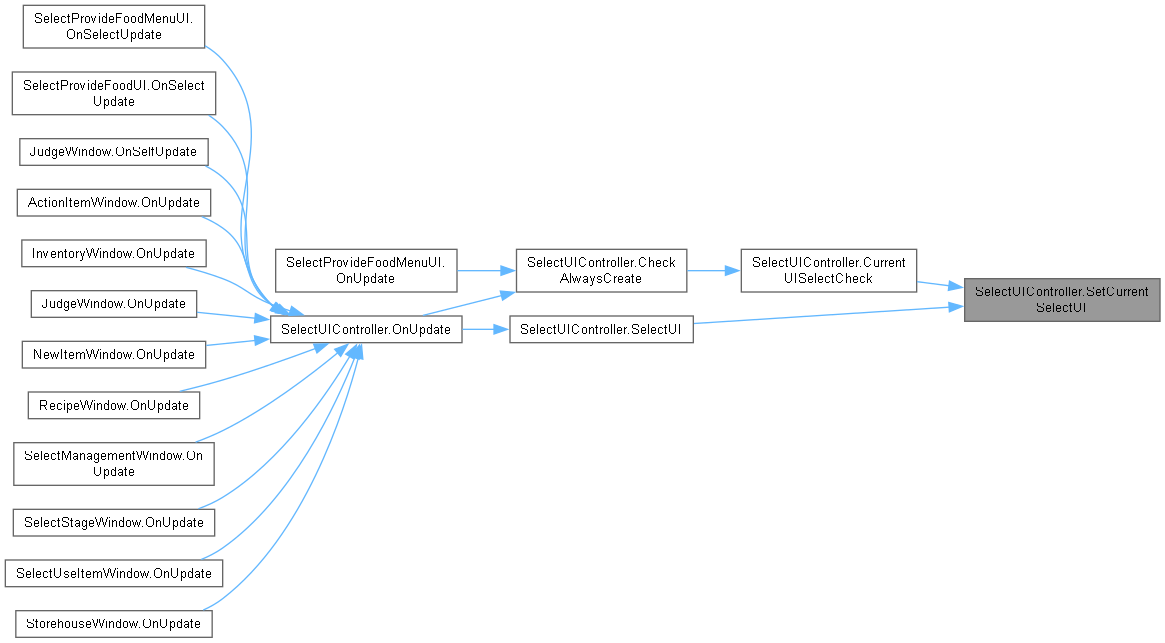 SelectProvideFoodMenuUI.
OnSelectUpdate
SelectProvideFoodUI.OnSelect
Update
JudgeWindow.OnSelfUpdate
ActionItemWindow.OnUpdate
InventoryWindow.OnUpdate
JudgeWindow.OnUpdate
NewItemWindow.OnUpdate
RecipeWindow.OnUpdate
SelectManagementWindow.On
Update
SelectStageWindow.OnUpdate
SelectUseItemWindow.OnUpdate
StorehouseWindow.OnUpdate
SelectProvideFoodMenuUI.
OnUpdate
SelectUIController.OnUpdate
SelectUIController.Check
AlwaysCreate
SelectUIController.SelectUI
SelectUIController.Current
UISelectCheck
SelectUIController.SetCurrent
SelectUI